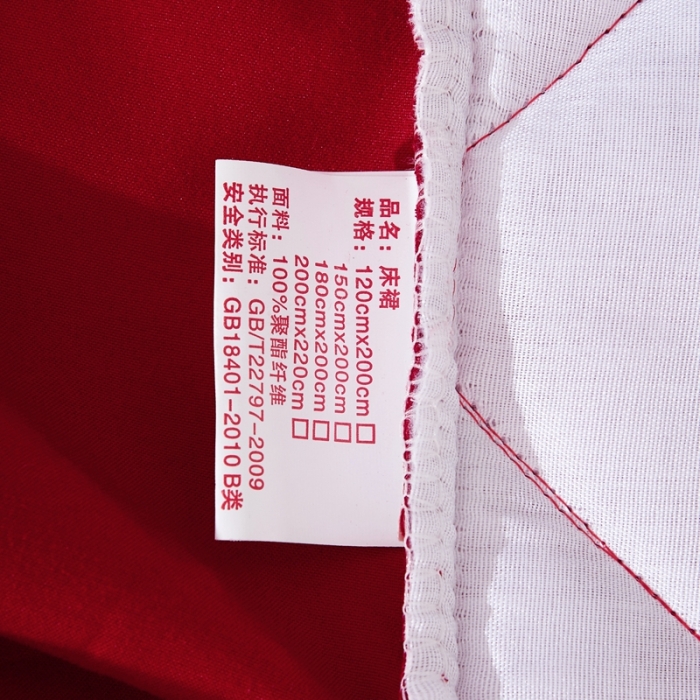 品名：床裙
规格：120cmx200cm□
150cmx200cm□
180cmx200cm□
200cmx220cm□
面料：100%聚酯纤维
执行标准：GB/T22797-2009
安全类别：GB18401-2010 B类